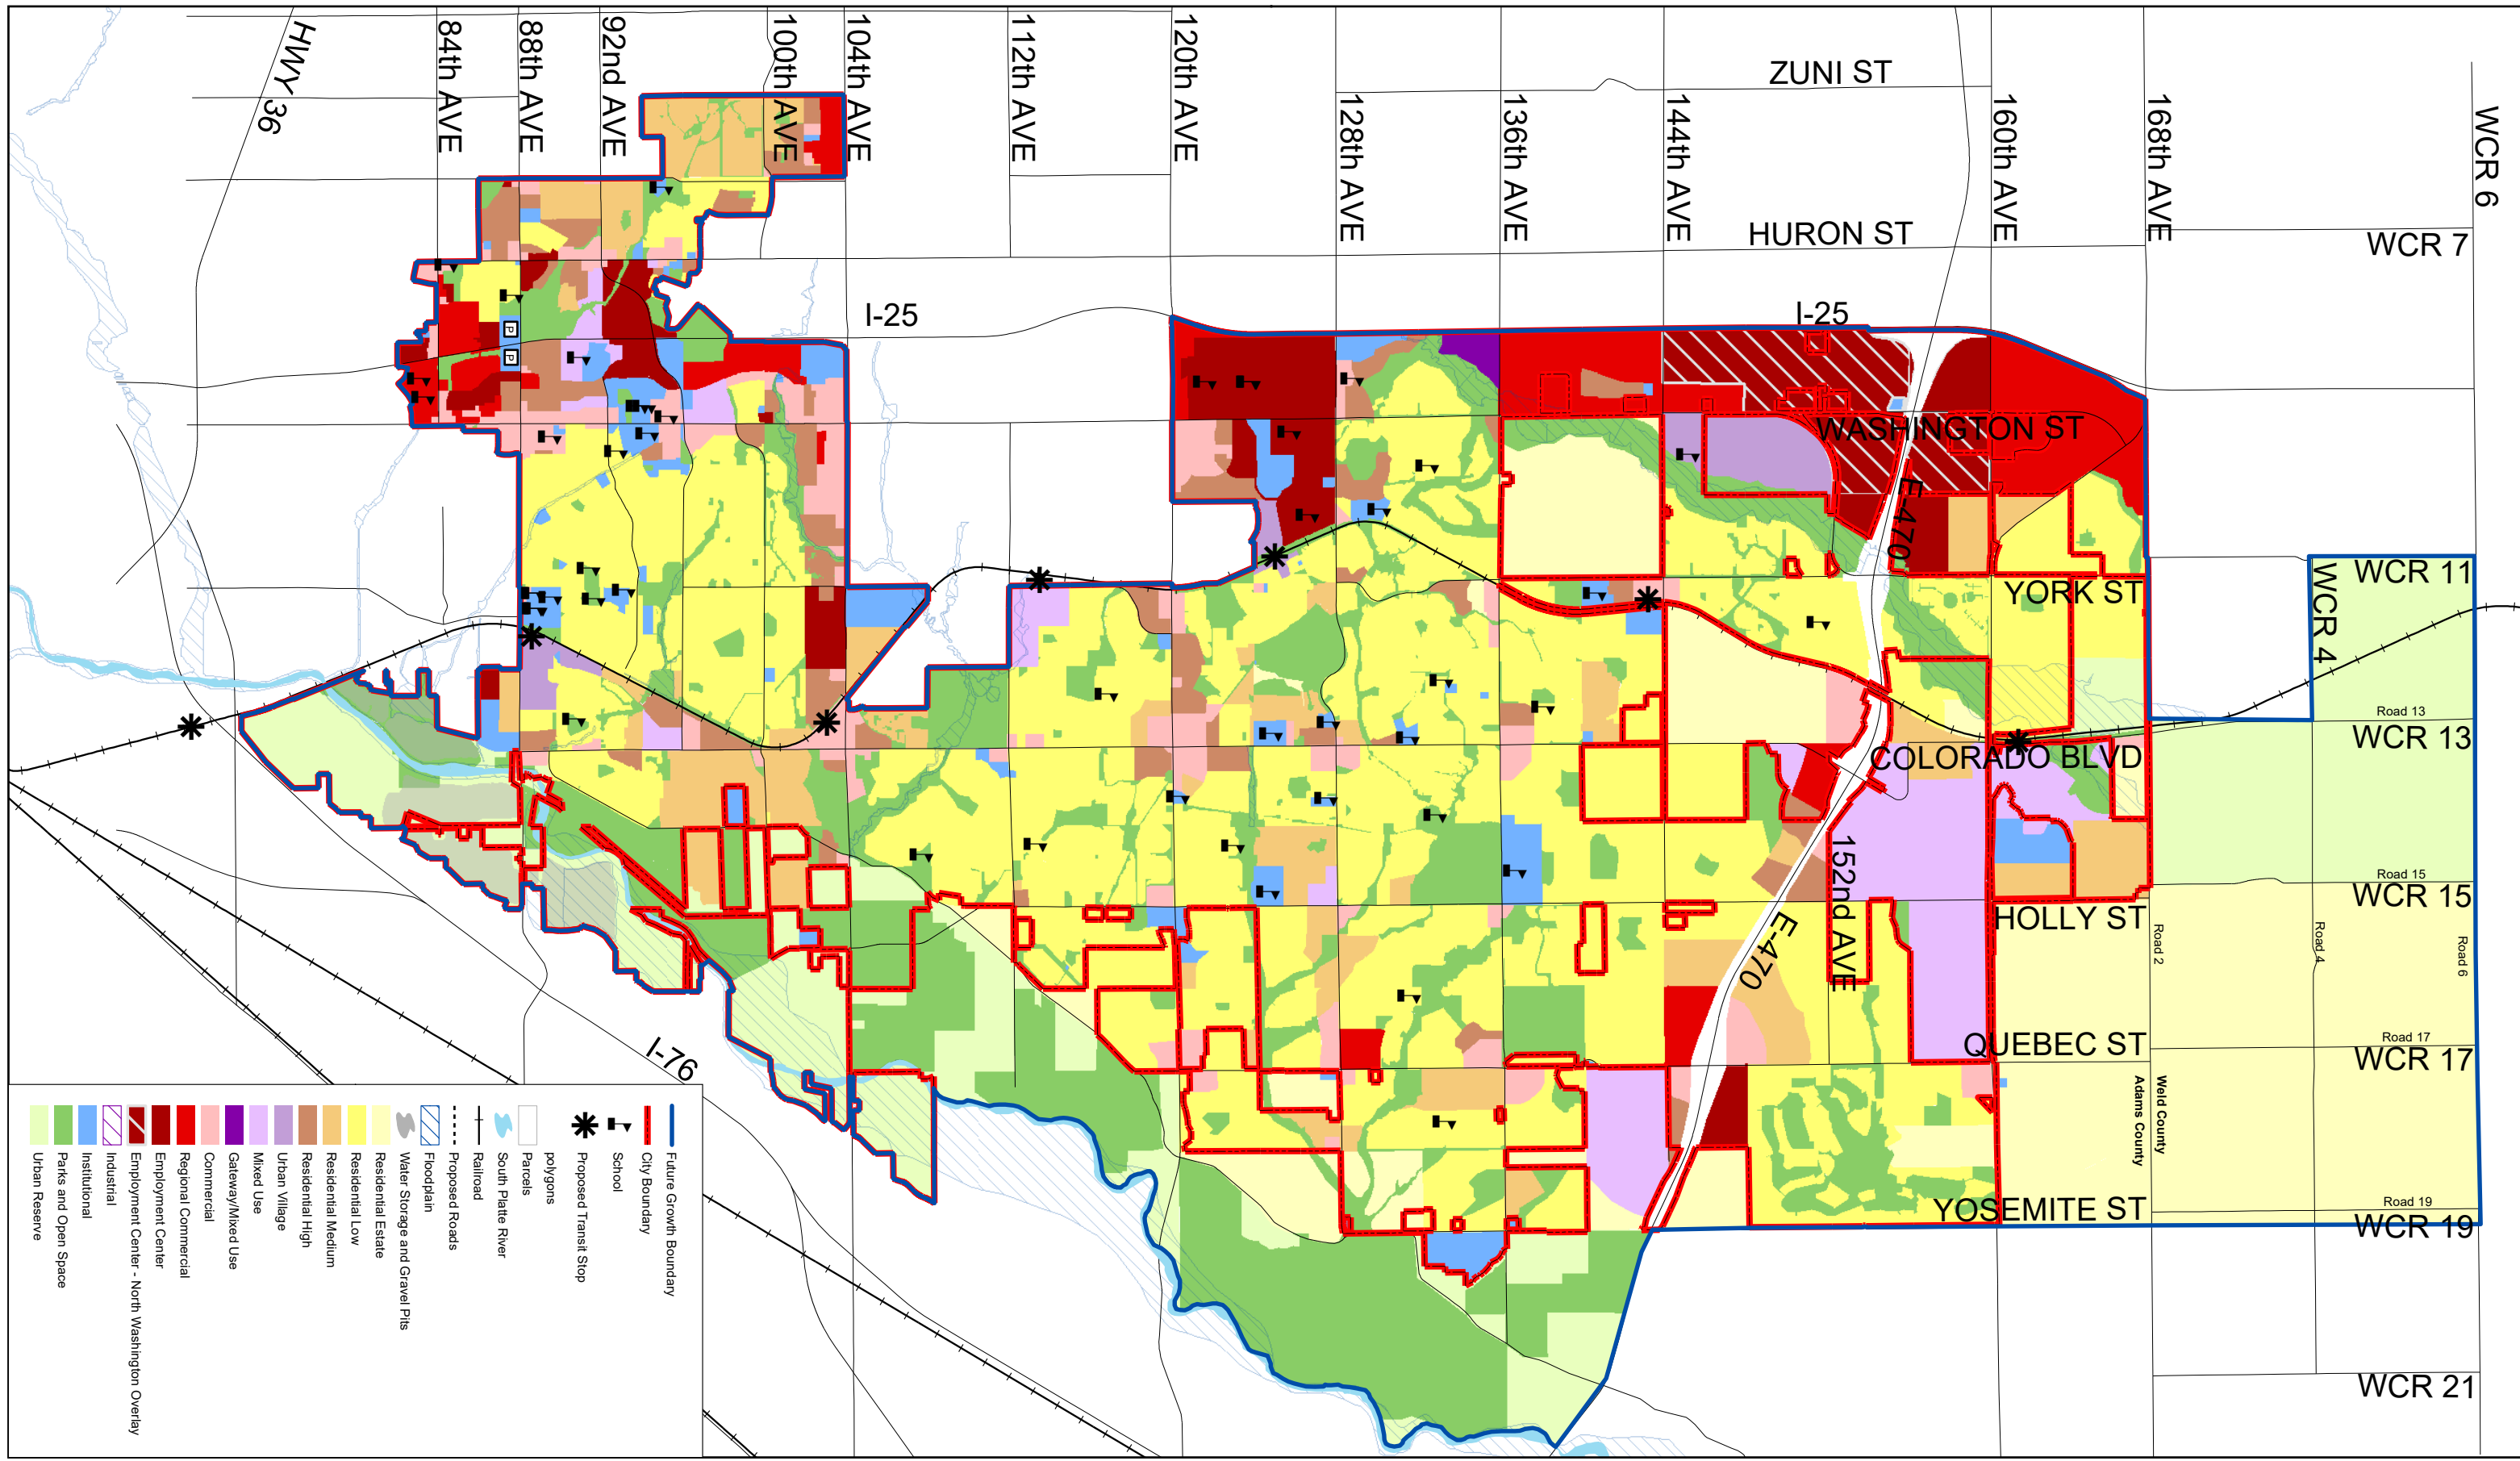 HWY 36
84th AVE
88th AVE
92nd AVE
100th AVE
104th AVE
112th AVE
120th AVE
128th AVE
136th AVE
144th AVE
160th AVE
168th AVE
WCR 6
ZUNI ST
HURON ST
WCR 7
I-25
I-25
P
P
WASHINGTON ST
E-470
WCR 11
YORK ST
WCR 4
Road 13
WCR 13
COLORADO BLVD
152nd AVE
Road 15
WCR 15
HOLLY ST
E-470
Road 2
Road 4
Road 6
QUEBEC ST
Road 17
WCR 17
I-76
Weld County
Adams County
Road 19
YOSEMITE ST
WCR 19
WCR 21
Future Growth Boundary
City Boundary
School
Proposed Transit Stop
polygons
Parcels
South Platte River
Railroad
Proposed Roads
Floodplain
Water Storage and Gravel Pits
Residential Estate
Residential Low
Residential Medium
Residential High
Urban Village
Mixed Use
Gateway/Mixed Use
Commercial
Regional Commercial
Employment Center
Employment Center - North Washington Overlay
Industrial
Institutional
Parks and Open Space
Urban Reserve